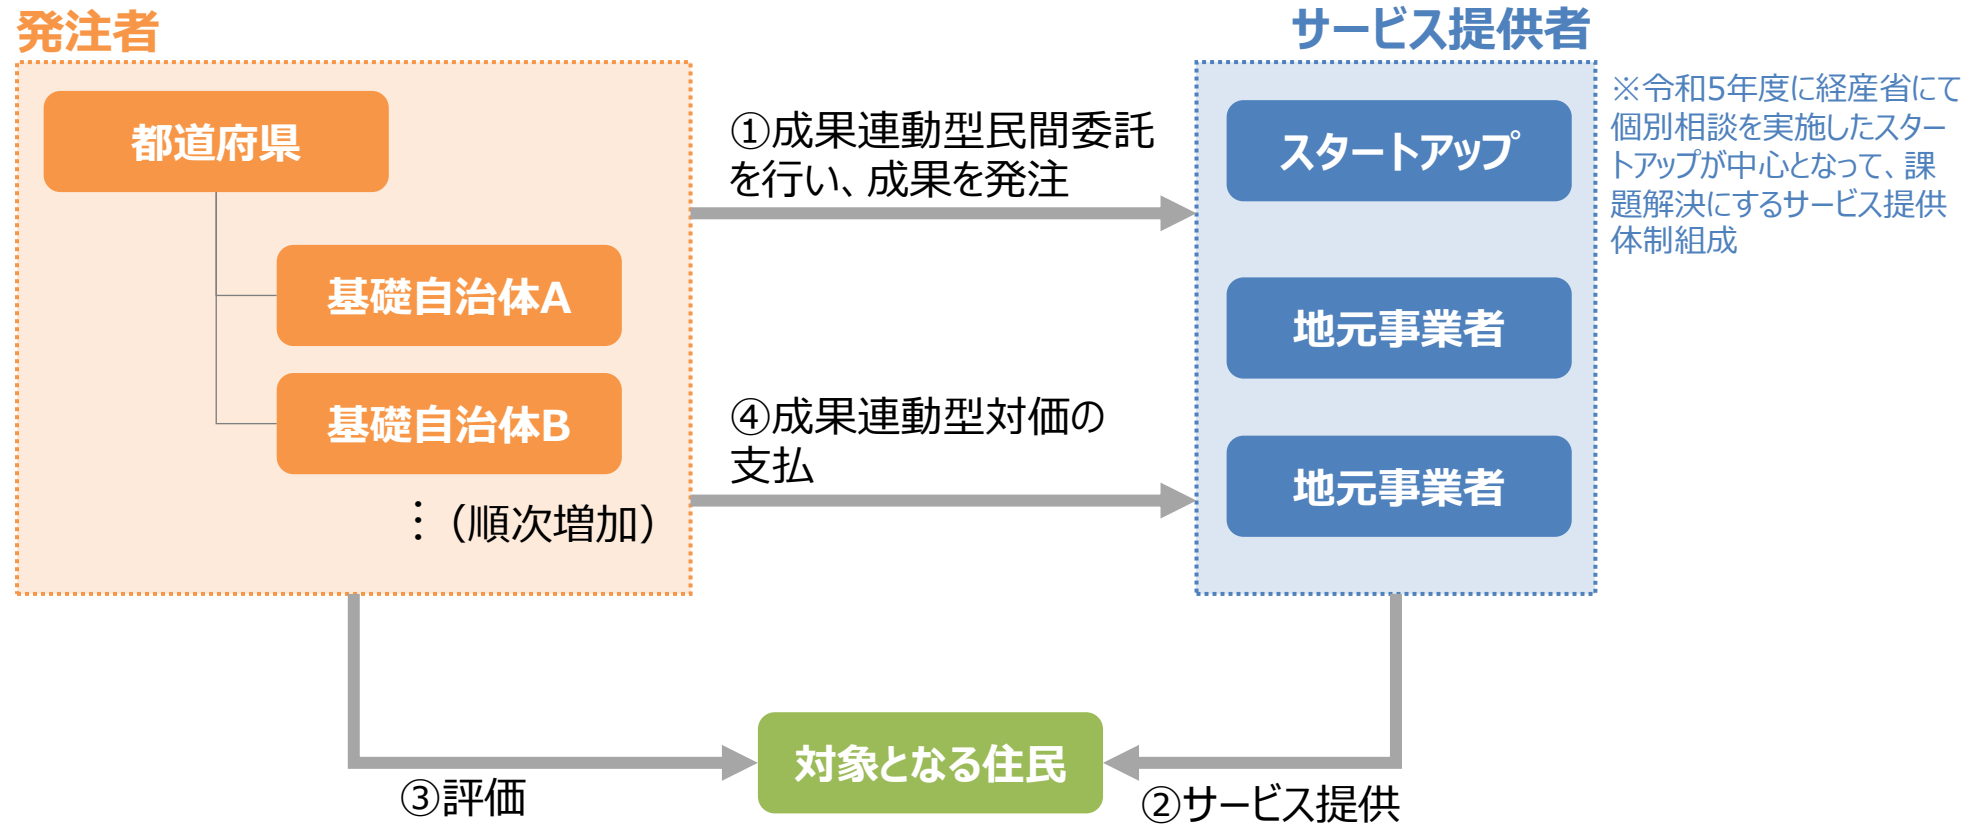 発注者
都道府県
基礎自治体A
基礎自治体B
⋮（順次増加）
①成果連動型民間委託
を行い、成果を発注
④成果連動型対価の
支払
サービス提供者
スタートアップ
地元事業者
地元事業者
※令和5年度に経産省にて
個別相談を実施したスター
トアップが中心となって、課
題解決にするサービス提供
体制組成
対象となる住民
③評価
②サービス提供